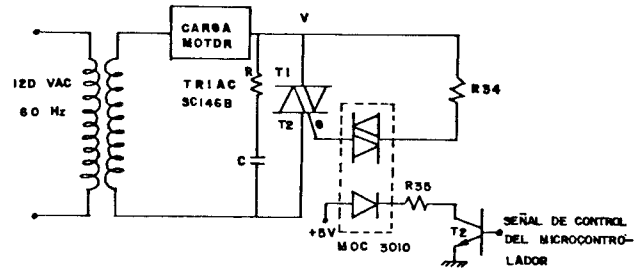 CARGA
MOTOR
V
12D VAC
60 Hz
R
TRIAC
SC146B
C
T1
T2
G
R34
R35
+5V
MOC 3010
T2
SEÑAL DE CONTROL
DEL MICROCONTRO-
LADOR